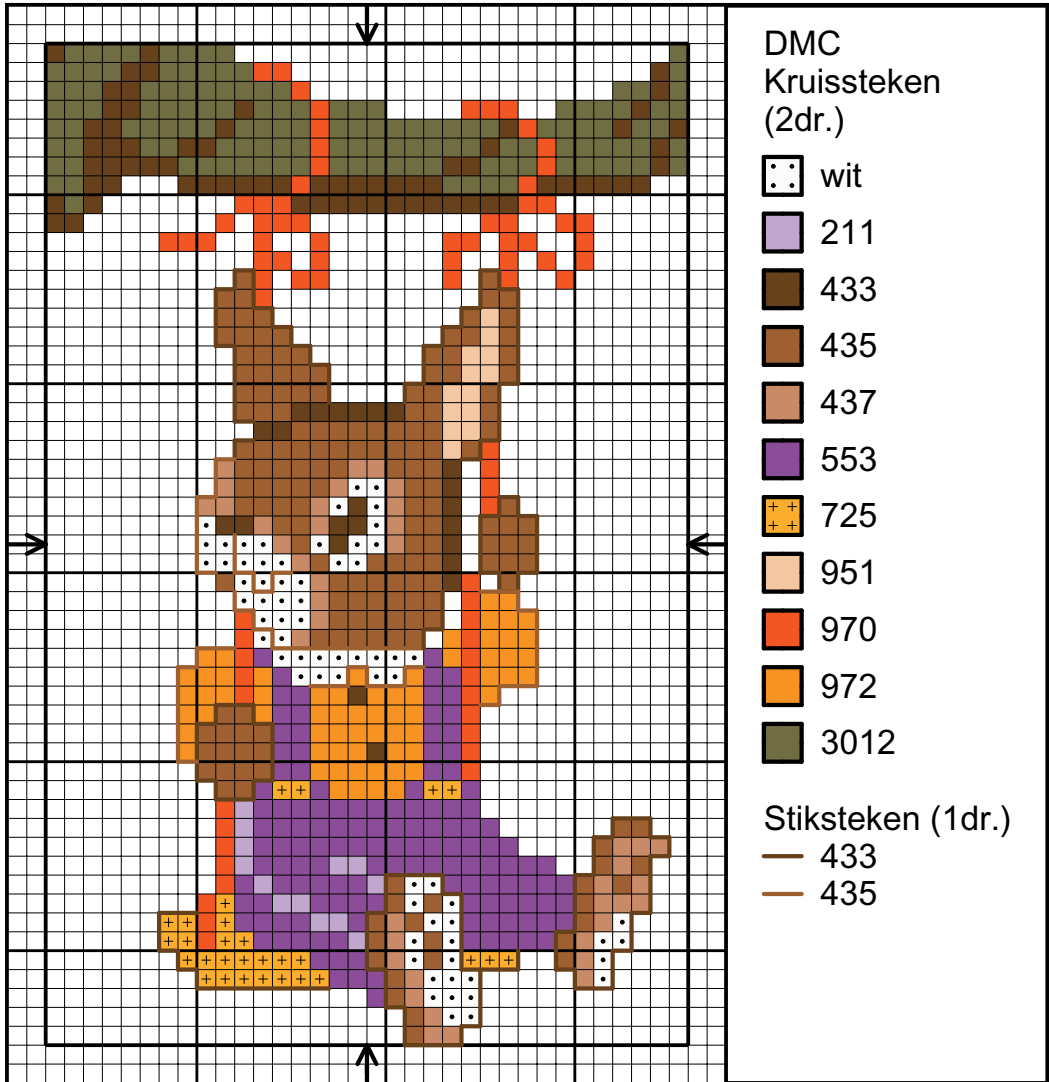 DMC
Kruissteken
(2dr.)
wit
211
433
435
437
553
725
951
970
972
3012
Stiksteken (1dr.)
433
435